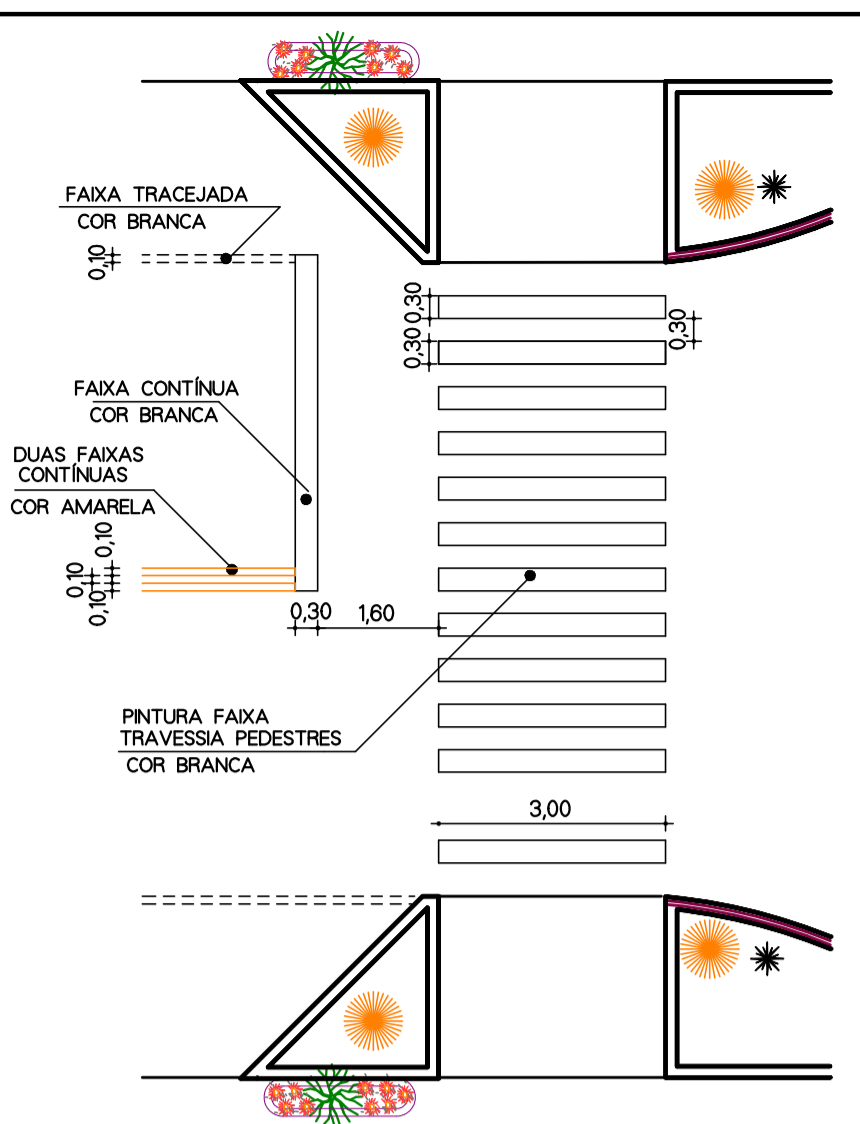 FAIXA TRACEJADA
COR BRANCA
0,10
0,30
0,30
0,30
FAIXA CONTÍNUA
COR BRANCA
DUAS FAIXAS
CONTÍNUAS
COR AMARELA
0,10
0,10
0,10
0,30
1,60
PINTURA FAIXA
TRAVESSIA PEDESTRES
COR BRANCA
3,00